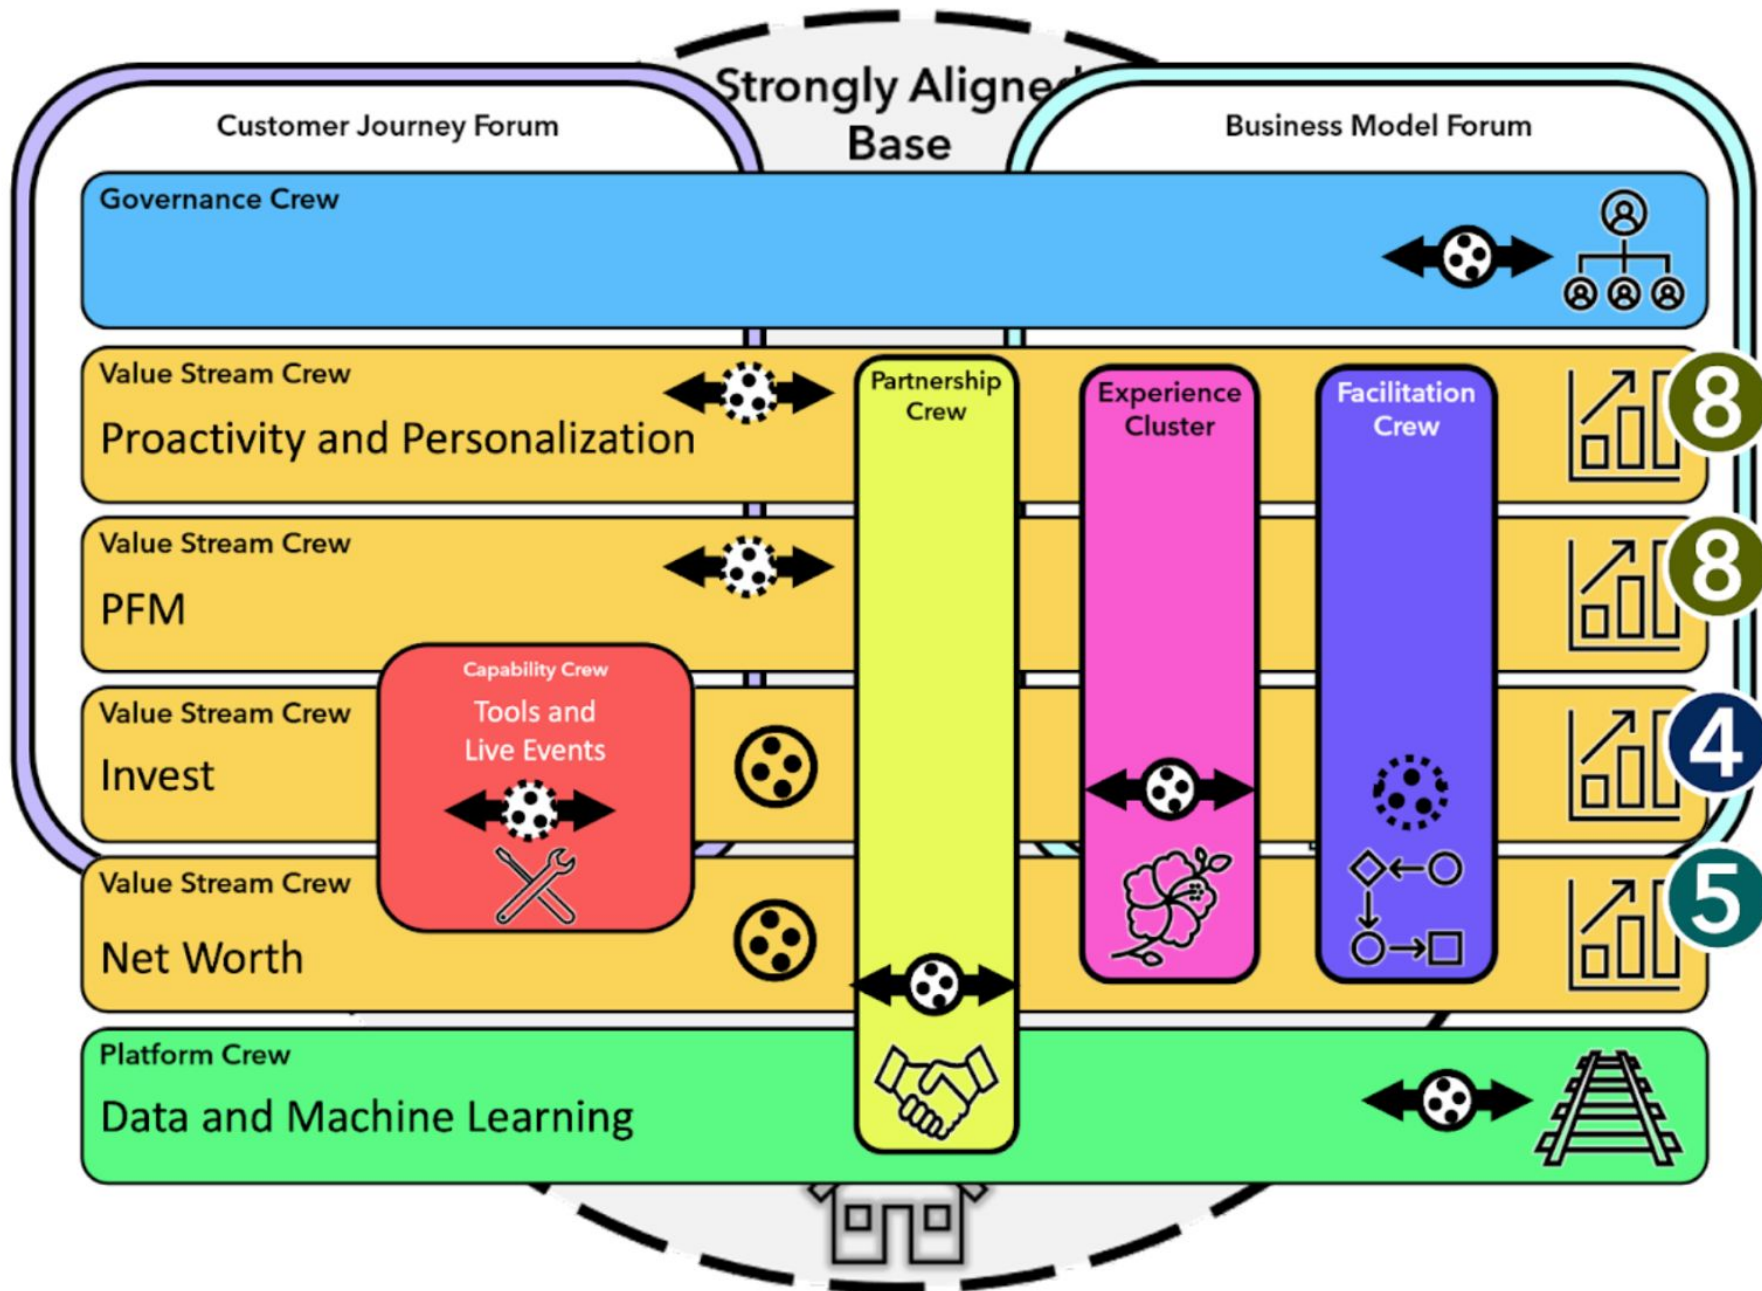 Strongly Aligne
Base
Customer Journey Forum
Business Model Forum
Governance Crew
Value Stream Crew
Proactivity and Personalization
Partnership
Crew
Experience
Cluster
Facilitation
Crew
8
Value Stream Crew
PFM
8
Capability Crew
Tools and
Live Events
Value Stream Crew
Invest
4
Value Stream Crew
Net Worth
5
Platform Crew
Data and Machine Learning